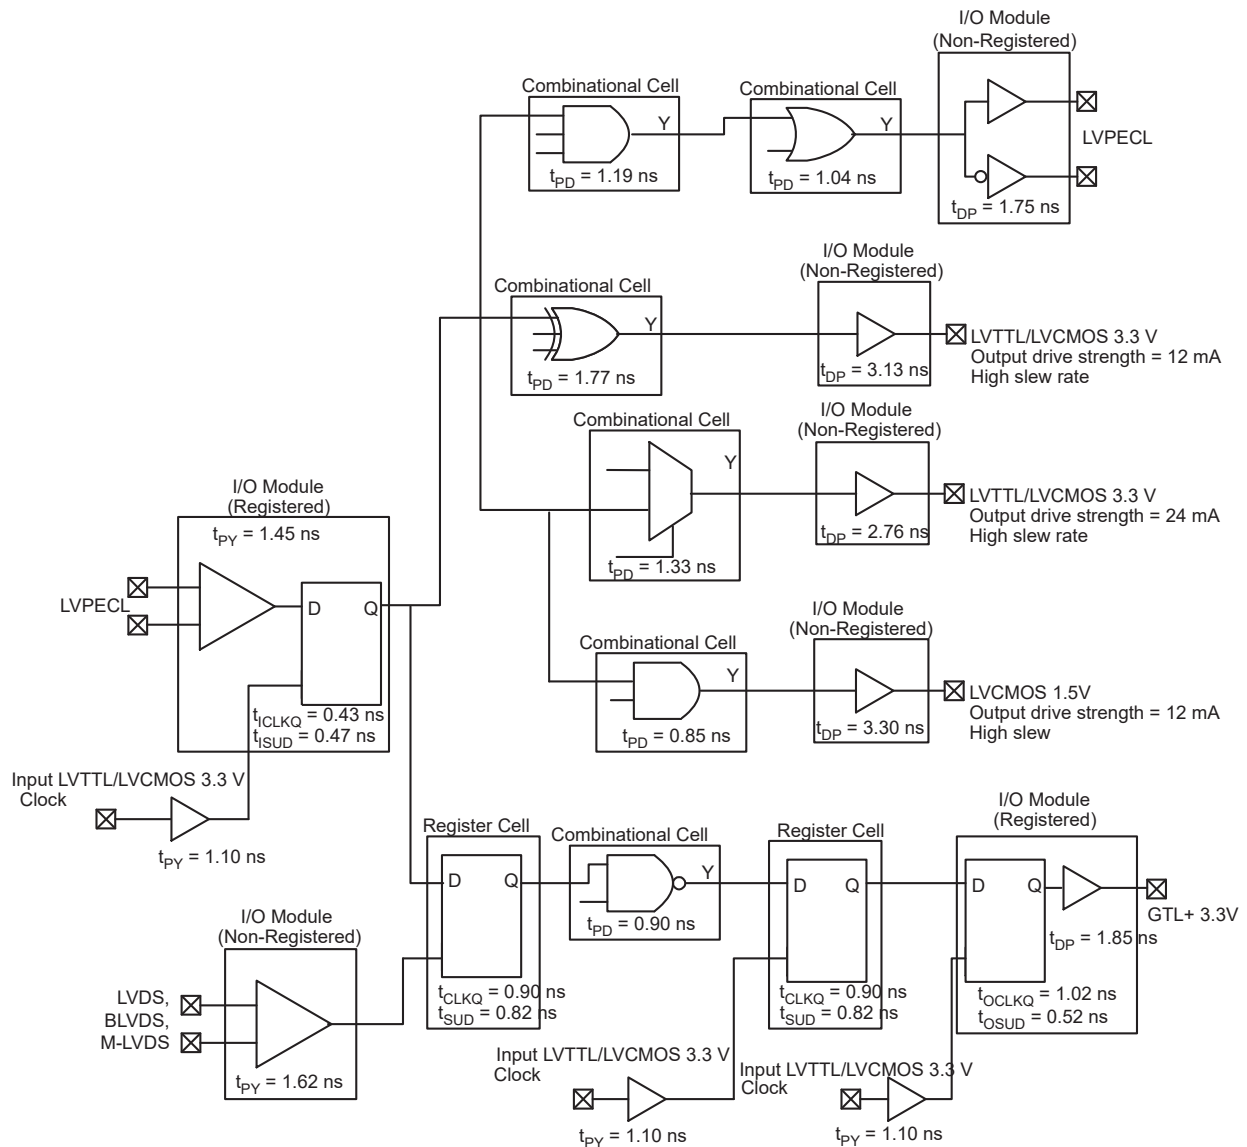 I/O Module
(Non-Registered)
Combinational Cell
Y
tPD = 1.19 ns
Combinational Cell
Y
tPD = 1.04 ns
LVPECL
tDP = 1.75 ns
I/O Module
(Non-Registered)
Combinational Cell
Y
tPD = 1.77 ns
tDP = 3.13 ns
LVTTL/LVCMOS 3.3 V
Output drive strength = 12 mA
High slew rate
I/O Module
(Non-Registered)
Combinational Cell
Y
tPD = 1.33 ns
tDP = 2.76 ns
LVTTL/LVCMOS 3.3 V
Output drive strength = 24 mA
High slew rate
I/O Module
(Registered)
tPY = 1.45 ns
LVPECL
D
Q
tICLKQ = 0.43 ns
tISUD = 0.47 ns
I/O Module
(Non-Registered)
Combinational Cell
Y
tPD = 0.85 ns
tDP = 3.30 ns
LVCMOS 1.5V
Output drive strength = 12 mA
High slew
Input LVTTL/LVCMOS 3.3 V
Clock
tPY = 1.10 ns
Register Cell
D
Q
tCLKQ = 0.90 ns
tSUD = 0.82 ns
Combinational Cell
Y
tPD = 0.90 ns
Register Cell
D
Q
tCLKQ = 0.90 ns
tSUD = 0.82 ns
I/O Module
(Registered)
D
Q
GTL+ 3.3V
tDP = 1.85 ns
tOCLKQ = 1.02 ns
tOSUD = 0.52 ns
I/O Module
(Non-Registered)
LVDS,
BLVDS,
M-LVDS
tPY = 1.62 ns
Input LVTTL/LVCMOS 3.3 V
Clock
tPY = 1.10 ns
Input LVTTL/LVCMOS 3.3 V
Clock
tPY = 1.10 ns